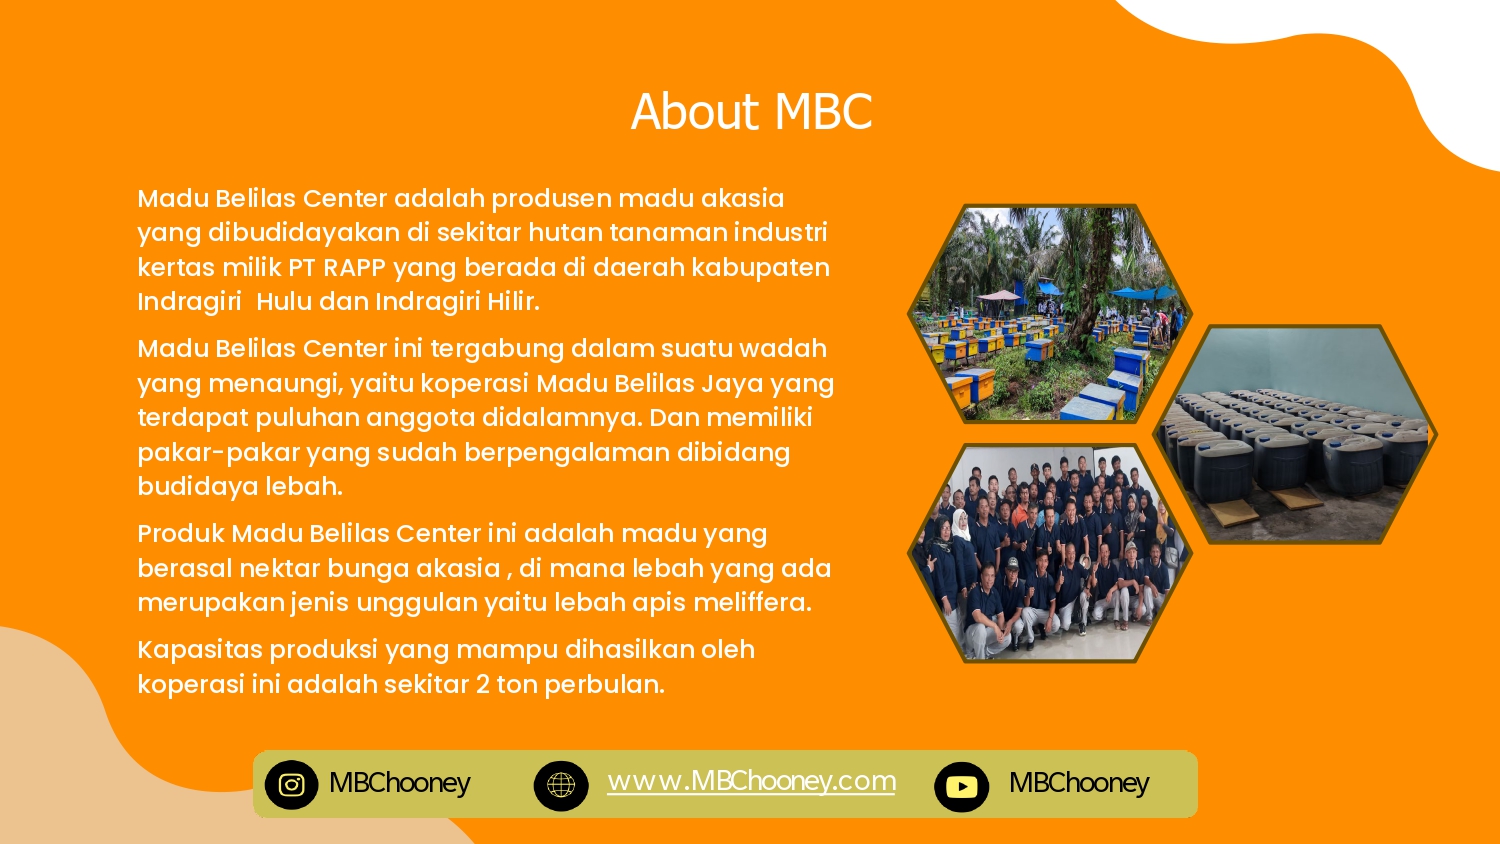 About MBC
Madu Belilas Center adalah produsen madu akasia
yang dibudidayakan di sekitar hutan tanaman industri
kertas milik PT RAPP yang berada di daerah kabupaten
Indragiri  Hulu dan Indragiri Hilir.
Madu Belilas Center ini tergabung dalam suatu wadah
yang menaungi, yaitu koperasi Madu Belilas Jaya yang
terdapat puluhan anggota didalamnya. Dan memiliki
pakar-pakar yang sudah berpengalaman dibidang
budidaya lebah.
Produk Madu Belilas Center ini adalah madu yang
berasal nektar bunga akasia , di mana lebah yang ada
merupakan jenis unggulan yaitu lebah apis meliffera.
Kapasitas produksi yang mampu dihasilkan oleh
koperasi ini adalah sekitar 2 ton perbulan.
MBChooney www.MBChooney.com MBChooney